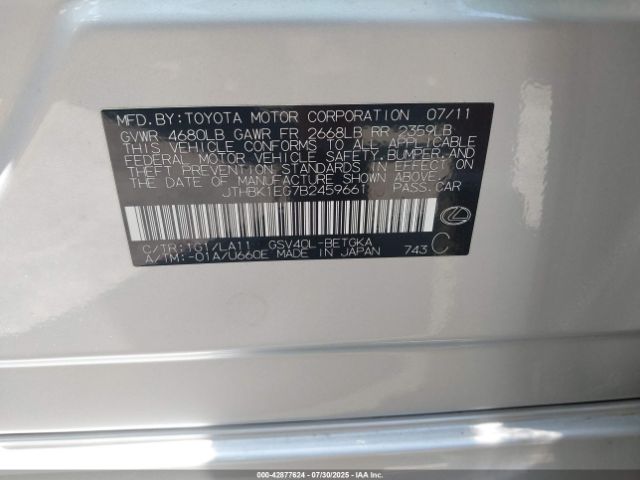 MFD.BY:TOYOTA MOTOR CORPORATION 07/11
GVWR 4680LB GAWR FR 2668LB RR 2359LB
THIS VEHICLE CONFORMS TO ALL APPLICABLE
FEDERAL MOTOR VEHICLE SAFETY,BUMPER,AND
THEFT PREVENTION STANDARDS IN EFFECT ON
THE DATE OF MANUFACTURE SHOWN ABOVE.
JTHBK1EG7B2459661 PASS.CAR
C/TR:1G1/LA11 GSV40L-BETGKA
A/TM:-01A/U660E MADE IN JAPAN 743 C
000-42877624 / 07/30/2025 - IAA Inc.